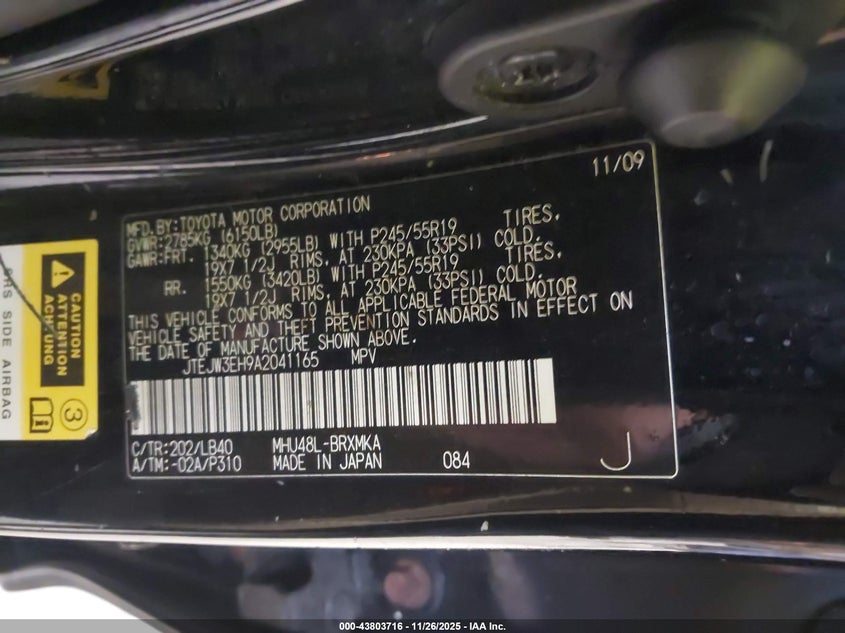 11/09
MFD.BY:TOYOTA MOTOR CORPORATION
GVWR:2785KG (6150LB)
GAWR:FRT. 1340KG (2955LB) WITH P245/55R19 TIRES,
19X7 1/2J RIMS, AT 230KPA (33PSI) COLD.
RR. 1550KG (3420LB) WITH P245/55R19 TIRES,
19X7 1/2J RIMS, AT 230KPA (33PSI) COLD.
THIS VEHICLE CONFORMS TO ALL APPLICABLE FEDERAL MOTOR
VEHICLE SAFETY AND THEFT PREVENTION STANDARDS IN EFFECT ON
THE DATE OF MANUFACTURE SHOWN ABOVE.
JTEJW3EH9A2041165 MPV
C/TR:202/LB40 MHU48L-BRXMKA
A/TM:-02A/P310 MADE IN JAPAN 084 J
CAUTION
ATTENTION
ACHTUNG
3
SRS SIDE AIRBAG
000-43803716 - 11/26/2025 - IAA Inc.